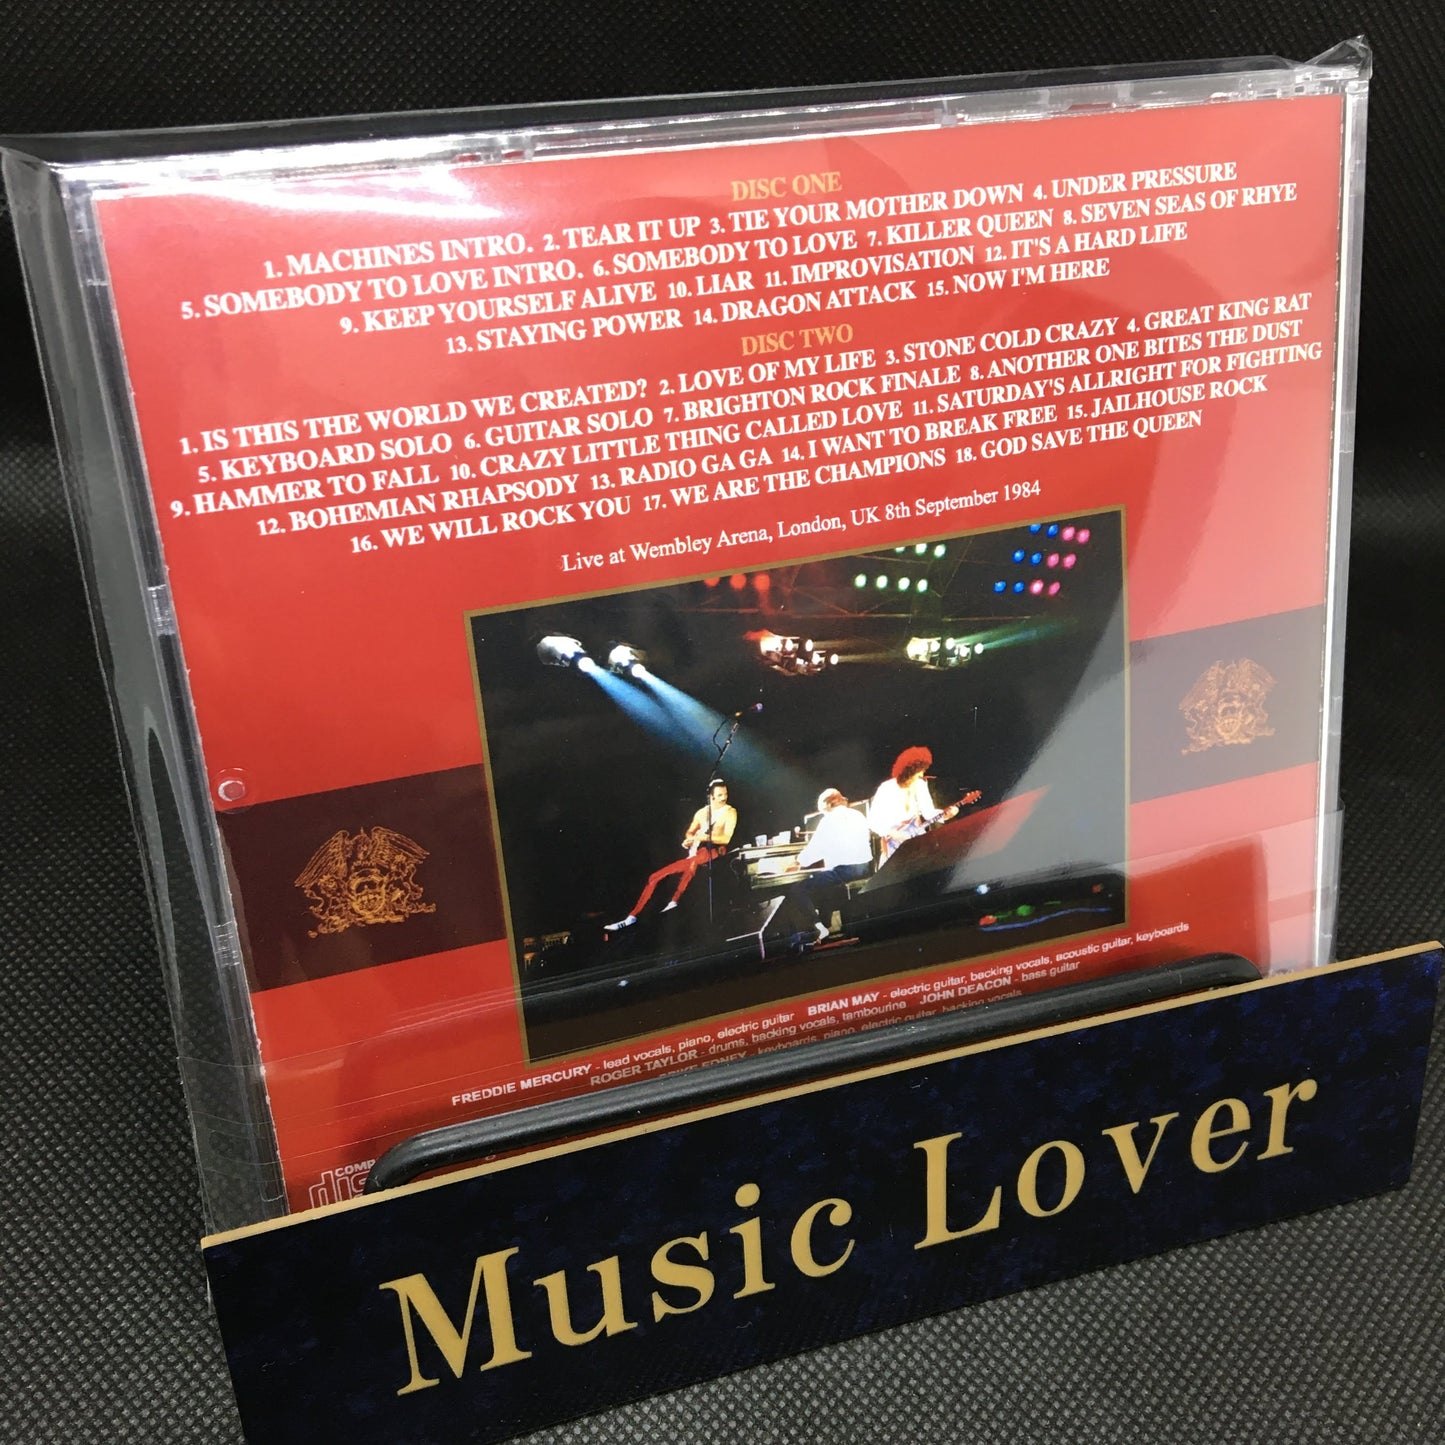 DISC ONE
1. MACHINES INTRO. 2. TEAR IT UP 3. TIE YOUR MOTHER DOWN 4. UNDER PRESSURE
5. SOMEBODY TO LOVE INTRO. 6. SOMEBODY TO LOVE 7. KILLER QUEEN 8. SEVEN SEAS OF RHYE
9. KEEP YOURSELF ALIVE 10. LIAR 11. IMPROVISATION 12. IT'S A HARD LIFE
13. STAYING POWER 14. DRAGON ATTACK 15. NOW I'M HERE
DISC TWO
1. IS THIS THE WORLD WE CREATED? 2. LOVE OF MY LIFE 3. STONE COLD CRAZY 4. GREAT KING RAT
5. KEYBOARD SOLO 6. GUITAR SOLO 7. BRIGHTON ROCK FINALE 8. ANOTHER ONE BITES THE DUST
9. HAMMER TO FALL 10. CRAZY LITTLE THING CALLED LOVE 11. SATURDAY'S ALLRIGHT FOR FIGHTING
12. BOHEMIAN RHAPSODY 13. RADIO GA GA 14. I WANT TO BREAK FREE 15. JAILHOUSE ROCK
16. WE WILL ROCK YOU 17. WE ARE THE CHAMPIONS 18. GOD SAVE THE QUEEN
Live at Wembley Arena, London, UK 8th September 1984
FREDDIE MERCURY - lead vocals, piano, electric guitar BRIAN MAY - electric guitar, backing vocals, acoustic guitar, keyboards
ROGER TAYLOR - drums, backing vocals, tambourine JOHN DEACON - bass guitar
EDNEY - keyboards, piano, electric guitar, backing vocals
Music Lover